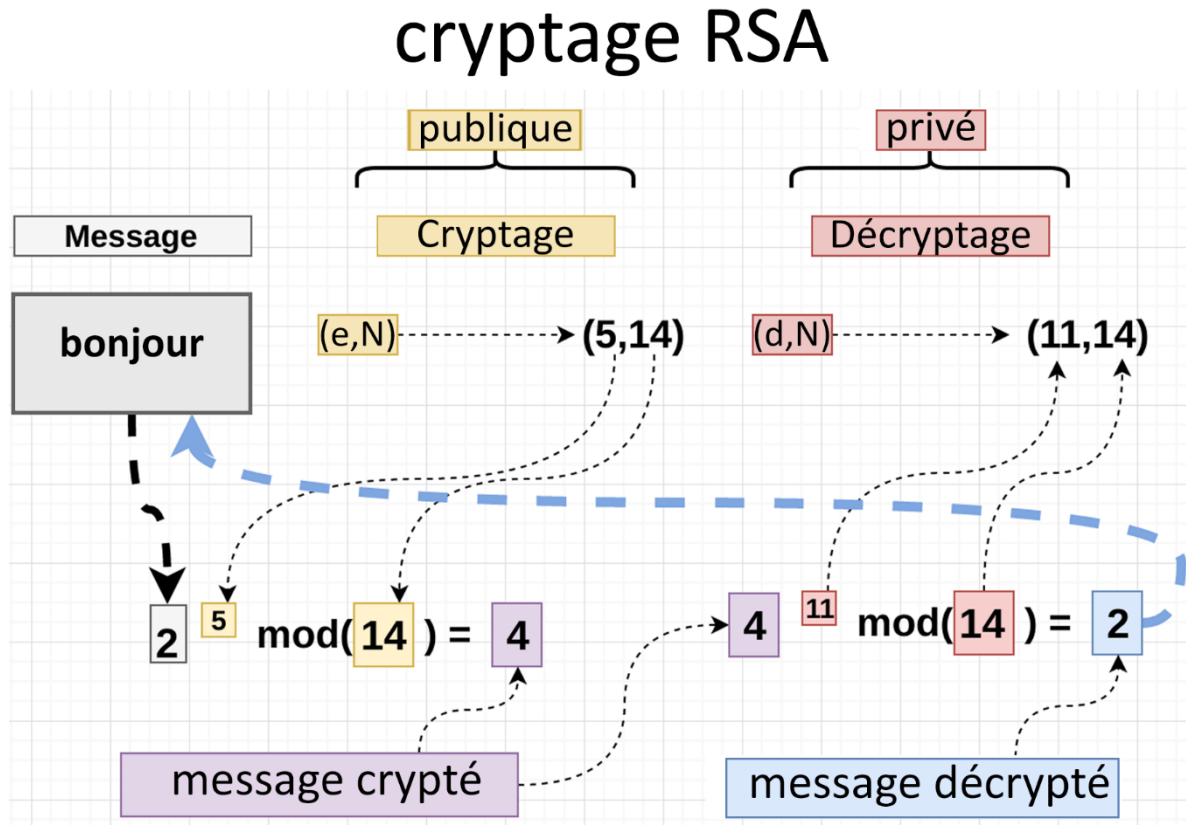 cryptage RSA
publique
privé
Message
Cryptage
Décryptage
bonjour
(e,N)
(5,14)
(d,N)
(11,14)
2 5 mod( 14 ) = 4
4 11 mod( 14 ) = 2
message crypté
message décrypté